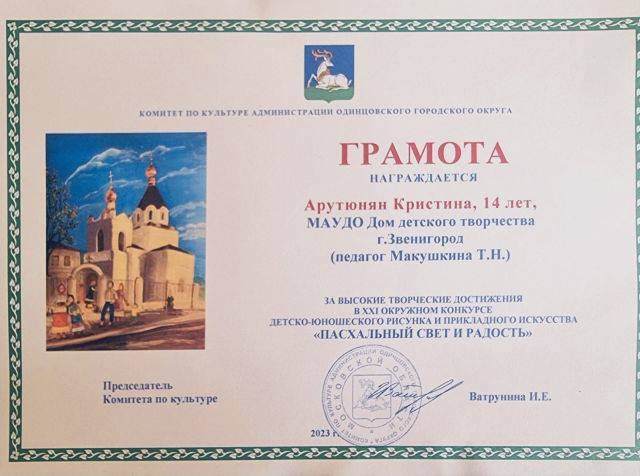 КОМИТЕТ ПО КУЛЬТУРЕ АДМИНИСТРАЦИИ ОДИНЦОВСКОГО ГОРОДСКОГО ОКРУГА
ГРАМОТА
НАГРАЖДАЕТСЯ
Арутюнян Кристина, 14 лет,
МАУДО Дом детского творчества
г.Звенигород
(педагог Макушкина Т.Н.)
ЗА ВЫСОКИЕ ТВОРЧЕСКИЕ ДОСТИЖЕНИЯ
В XXI ОКРУЖНОМ КОНКУРСЕ
ДЕТСКО-ЮНОШЕСКОГО РИСУНКА И ПРИКЛАДНОГО ИСКУССТВА
«ПАСХАЛЬНЫЙ СВЕТ И РАДОСТЬ»
Председатель
Комитета по культуре
МОСКОВСКОЙ ОБЛАСТИ
Ватрунина И.Е.
2023 г.